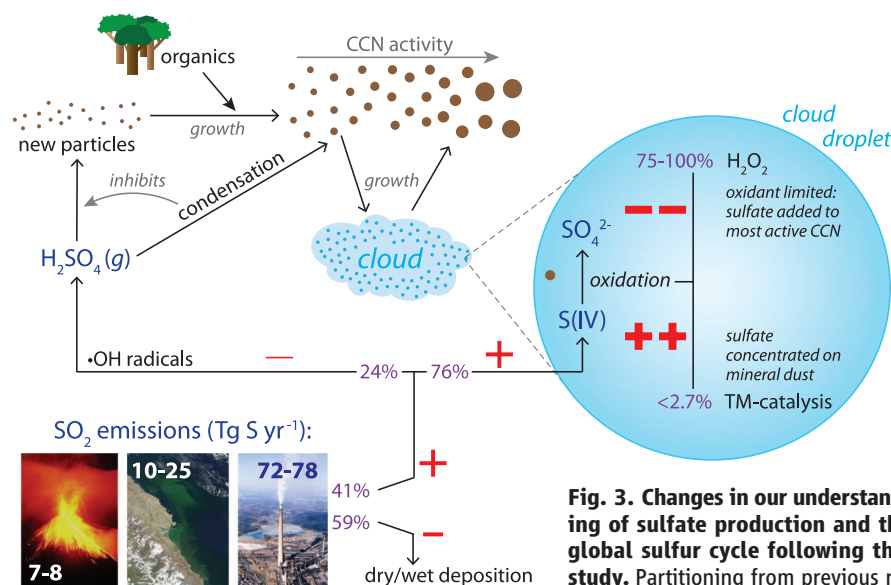 organics
CCN activity
growth
new particles
inhibits
condensation
growth
H₂SO₄ (g)
cloud
cloud
droplet
75-100% H₂O₂
oxidant limited:
sulfate added to
most active CCN
SO₄²⁻
oxidation
S(IV)
sulfate
concentrated on
mineral dust
<2.7% TM-catalysis
•OH radicals
−
24% 76%
+
− −
++
SO₂ emissions (Tg S yr⁻¹):
7-8
10-25
72-78
41%
+
59%
−
dry/wet deposition
Fig. 3. Changes in our understan
ing of sulfate production and th
global sulfur cycle following th
study. Partitioning from previous